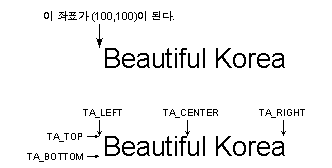 이 좌표가 (100,100)이 된다.
Beautiful Korea
TA_LEFT TA_CENTER TA_RIGHT
TA_TOP
Beautiful Korea
TA_BOTTOM